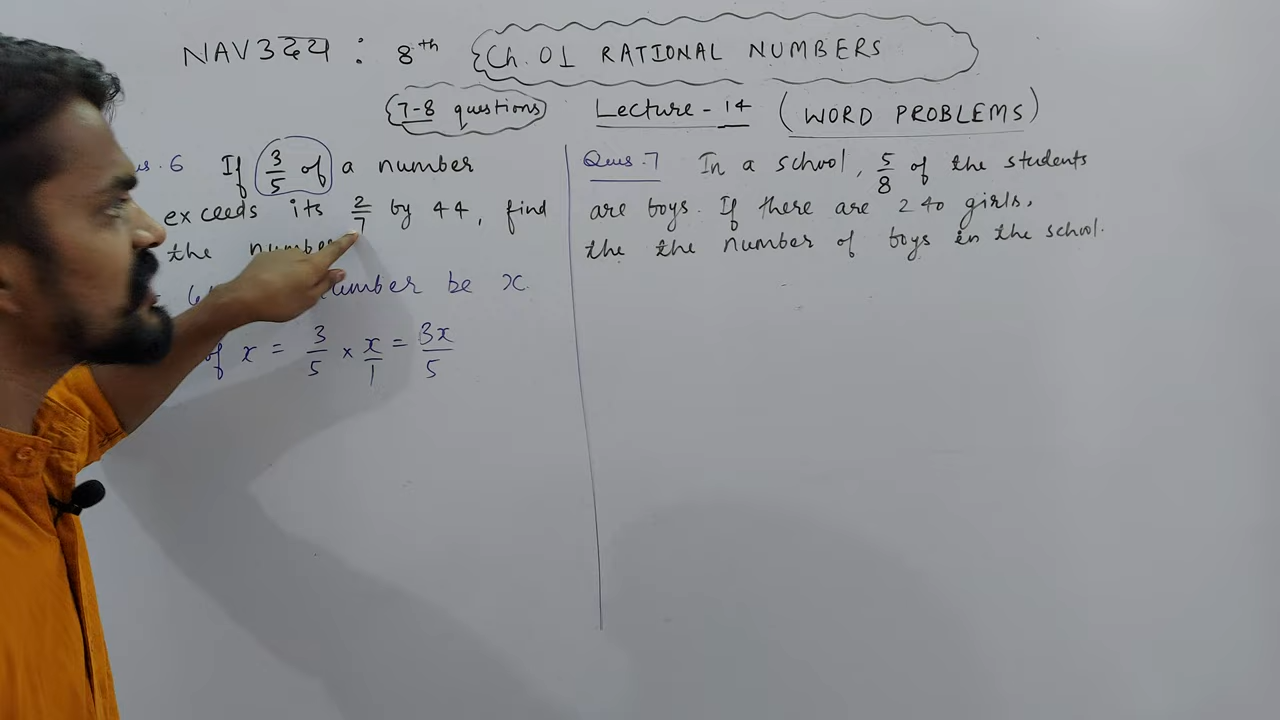 NAV322 : 8th Ch. 01 RATIONAL NUMBERS
7-8 questions Lecture - 14 (WORD PROBLEMS)
us. 6 If 3/5 of a number
exceeds its 2/7 by 44, find
the number
number be x.
of x = 3/5 × x/1 = 3x/5
Ques. 7 In a school, 5/8 of the students
are boys. If there are 240 girls,
the the number of boys in the school.